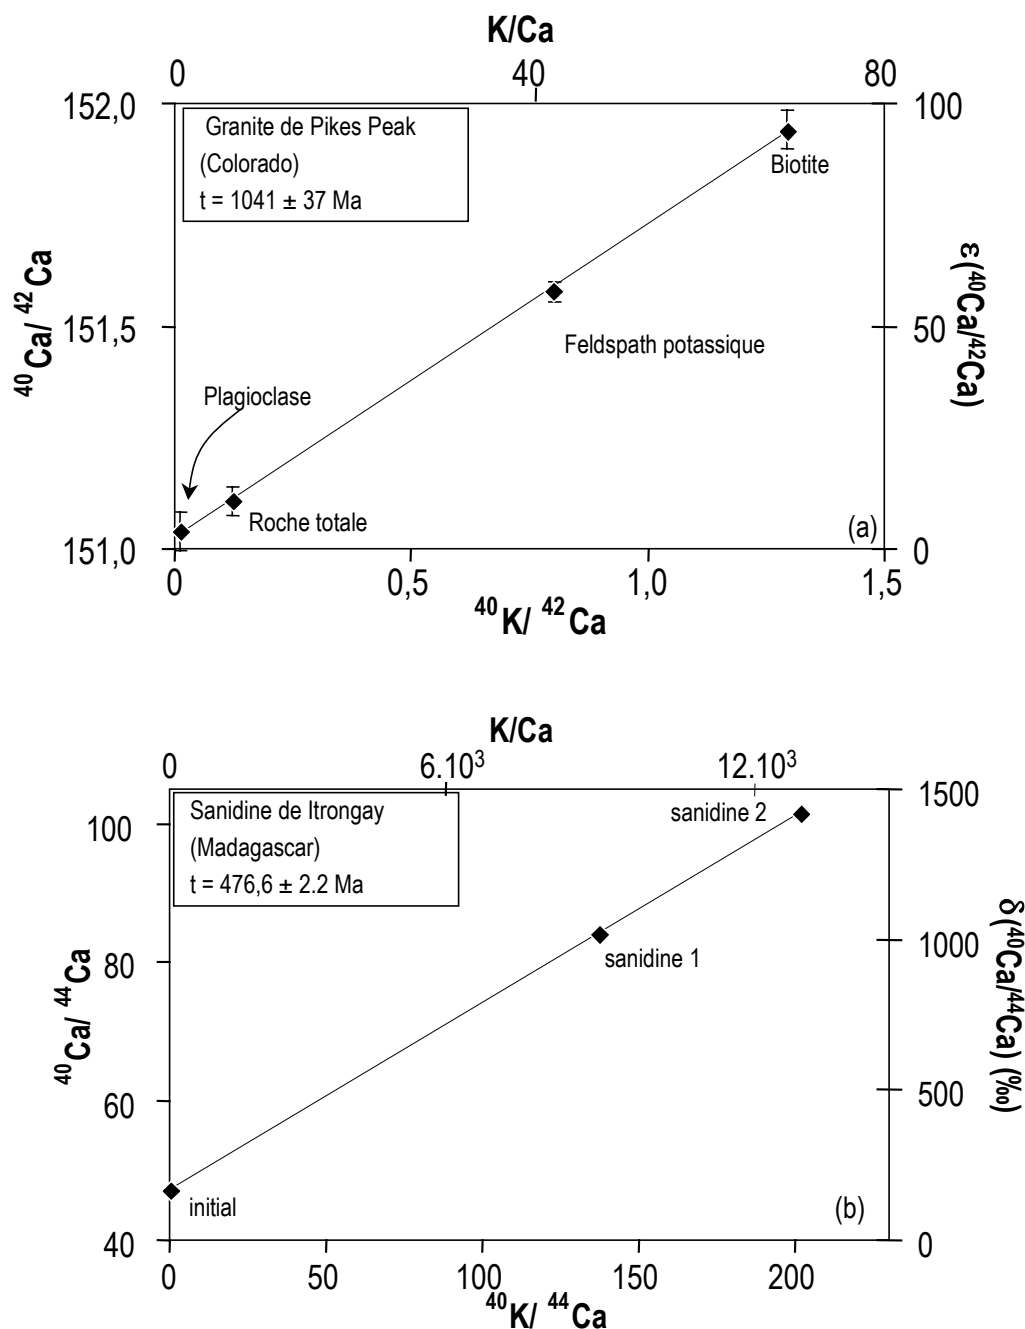 K/Ca
0 40 80
152,0 100
Granite de Pikes Peak
(Colorado)
t = 1041 ± 37 Ma
Biotite
⁴⁰Ca/ ⁴²Ca
ε(⁴⁰Ca/⁴²Ca)
151,5 50
Feldspath potassique
Plagioclase
Roche totale
(a)
151,0 0
0 0,5 1,0 1,5
⁴⁰K/ ⁴²Ca
K/Ca
0 6.10³ 12.10³
1500
Sanidine de Itrongay
(Madagascar)
t = 476,6 ± 2.2 Ma
sanidine 2
100
⁴⁰Ca/ ⁴⁴Ca
δ(⁴⁰Ca/⁴⁴Ca) (‰)
1000
sanidine 1
80
60 500
initial
(b)
40 0
0 50 100 150 200
⁴⁰K/ ⁴⁴Ca